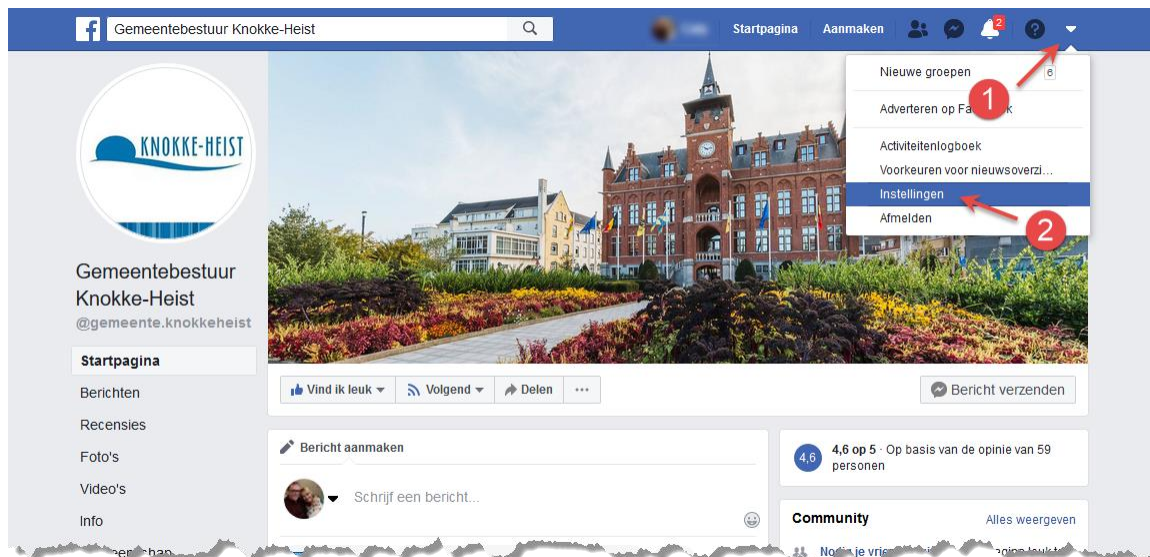 Gemeentebestuur Knokke-Heist
Startpagina
Aanmaken
2
Nieuwe groepen
6
1
Adverteren op Fa k
Activiteitenlogboek
Voorkeuren voor nieuwsoverzi...
Instellingen
Afmelden
2
KNOKKE-HEIST
Gemeentebestuur
Knokke-Heist
@gemeente.knokkeheist
Startpagina
Berichten
Recensies
Foto's
Video's
Info
Vind ik leuk
Volgend
Delen
Bericht verzenden
Bericht aanmaken
Schrijf een bericht...
4,6
4,6 op 5 · Op basis van de opinie van 59
personen
Community
Alles weergeven